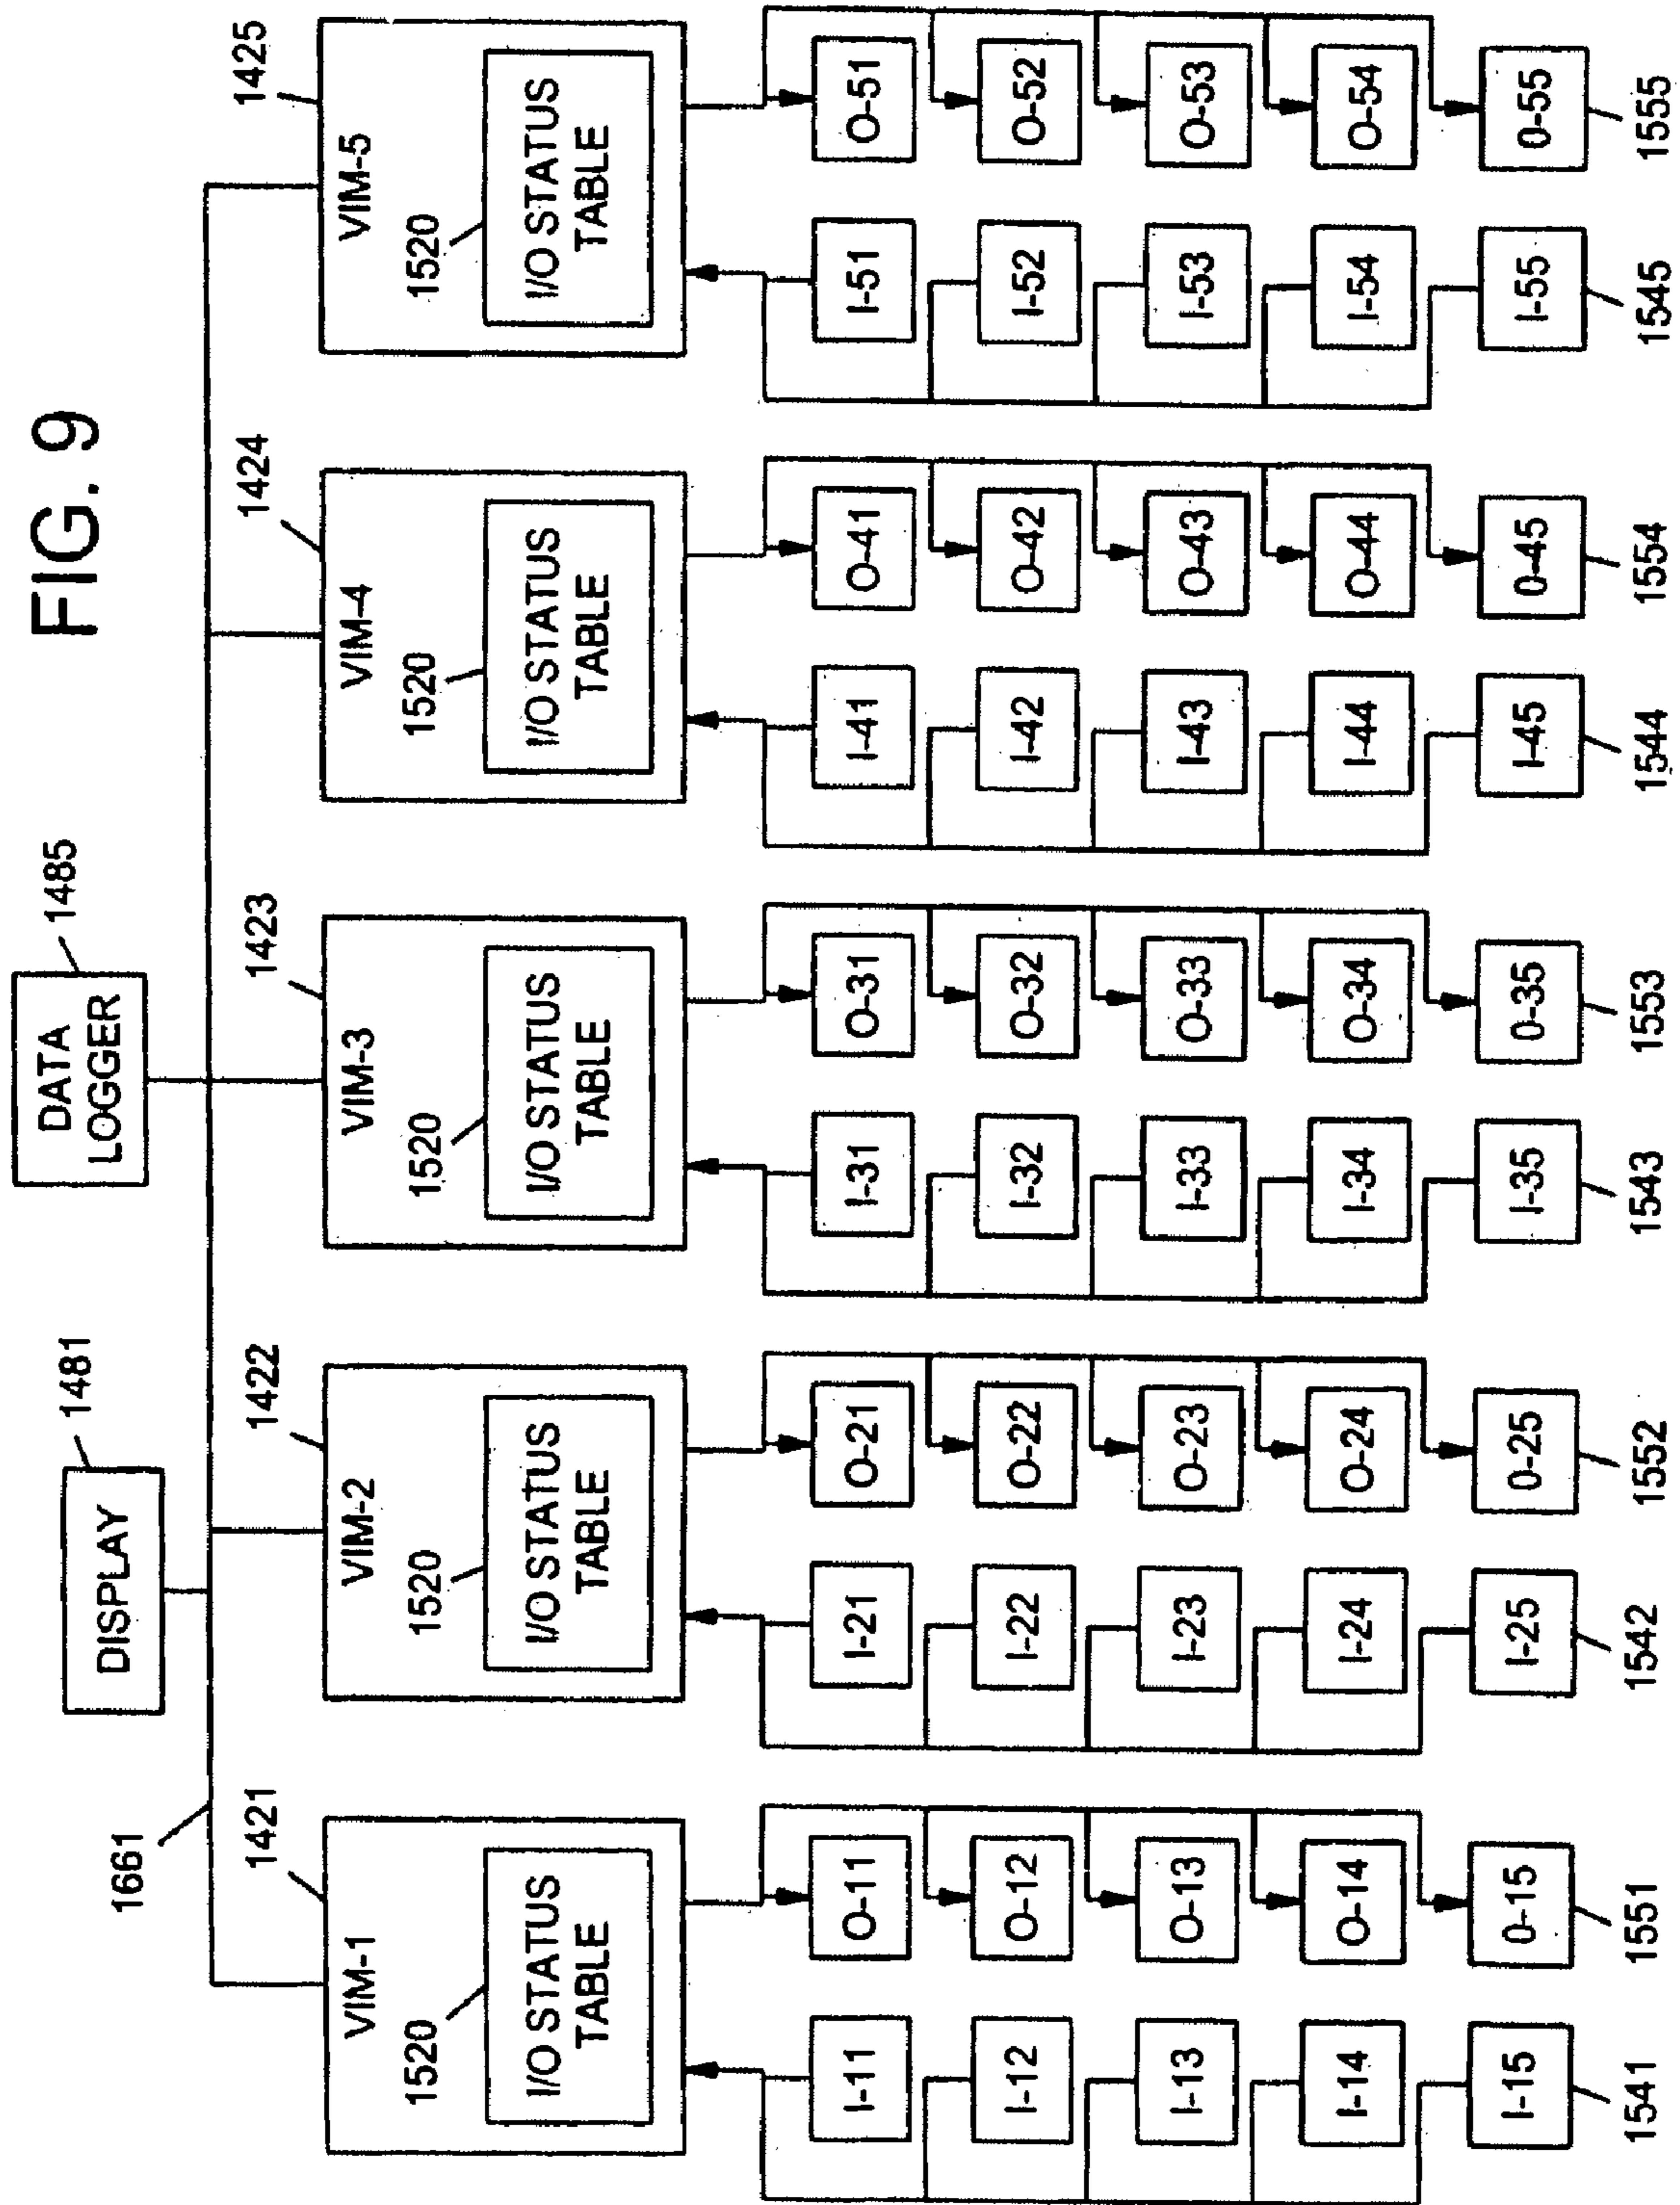 FIG. 9
DATA
LOGGER
1485
DISPLAY
1481
1661
1421
1422
1423
1424
1425
VIM-1
1520
I/O STATUS
TABLE
VIM-2
1520
I/O STATUS
TABLE
VIM-3
1520
I/O STATUS
TABLE
VIM-4
1520
I/O STATUS
TABLE
VIM-5
1520
I/O STATUS
TABLE
I-11 O-11 I-21 O-21 I-31 O-31 I-41 O-41 I-51 O-51
I-12 O-12 I-22 O-22 I-32 O-32 I-42 O-42 I-52 O-52
I-13 O-13 I-23 O-23 I-33 O-33 I-43 O-43 I-53 O-53
I-14 O-14 I-24 O-24 I-34 O-34 I-44 O-44 I-54 O-54
I-15 0-15 I-25 0-25 I-35 0-35 I-45 0-45 I-55 0-55
1541 1551 1542 1552 1543 1553 1544 1554 1545 1555